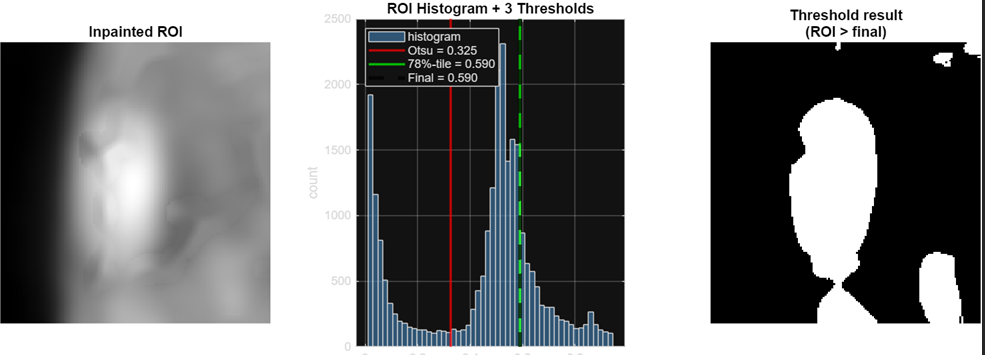 Inpainted ROI
ROI Histogram + 3 Thresholds
2500
2000
1500
1000
500
0
count
histogram
Otsu = 0.325
78%-tile = 0.590
Final = 0.590
Threshold result
(ROI > final)